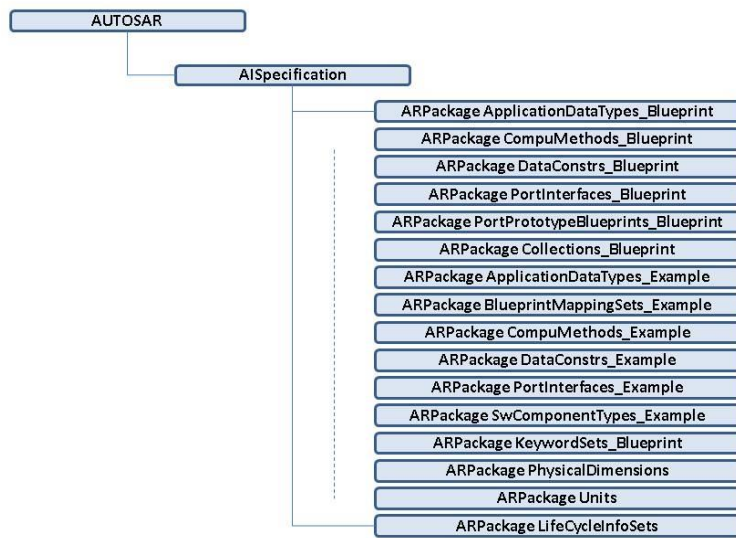 AUTOSAR
AISpecification
ARPackage ApplicationDataTypes_Blueprint
ARPackage CompuMethods_Blueprint
ARPackage DataConstrs_Blueprint
ARPackage PortInterfaces_Blueprint
ARPackage PortPrototypeBlueprints_Blueprint
ARPackage Collections_Blueprint
ARPackage ApplicationDataTypes_Example
ARPackage BlueprintMappingSets_Example
ARPackage CompuMethods_Example
ARPackage DataConstrs_Example
ARPackage PortInterfaces_Example
ARPackage SwComponentTypes_Example
ARPackage KeywordSets_Blueprint
ARPackage PhysicalDimensions
ARPackage Units
ARPackage LifeCycleInfoSets